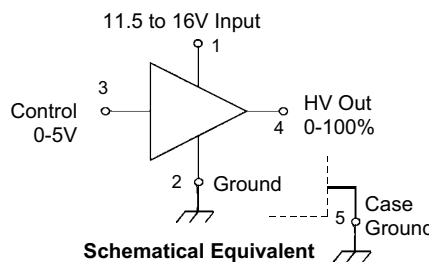 11.5 to 16V Input
1
3
Control
0-5V
HV Out
4
0-100%
2
Ground
5
Case
Ground
Schematical Equivalent